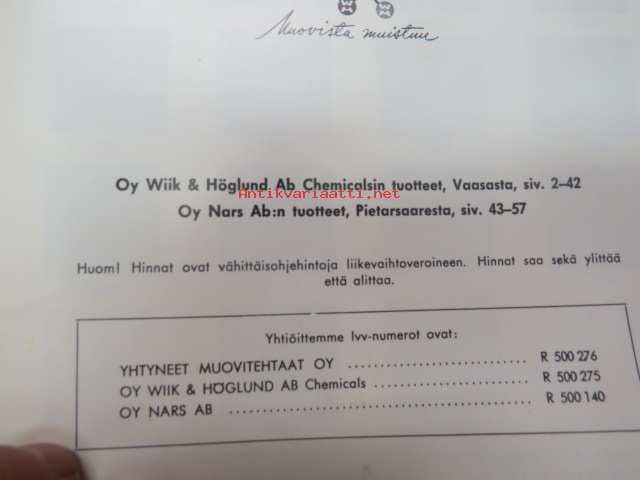 Muovista muistuu
Oy Wiik & Höglund Ab Chemicalsin tuotteet, Vaasasta, siv. 2–42
Antikvariaatti.net
Oy Nars Ab:n tuotteet, Pietarsaaresta, siv. 43–57
Huom! Hinnat ovat vähittäisohjehintoja liikevaihtoveroineen. Hinnat saa sekä ylittää
että alittaa.
Yhtiöittemme lvv-numerot ovat:
YHTYNEET MUOVITEHTAAT OY .............................. R 500 276
OY WIIK & HÖGLUND AB Chemicals .......................... R 500 275
OY NARS AB .................................................. R 500 140